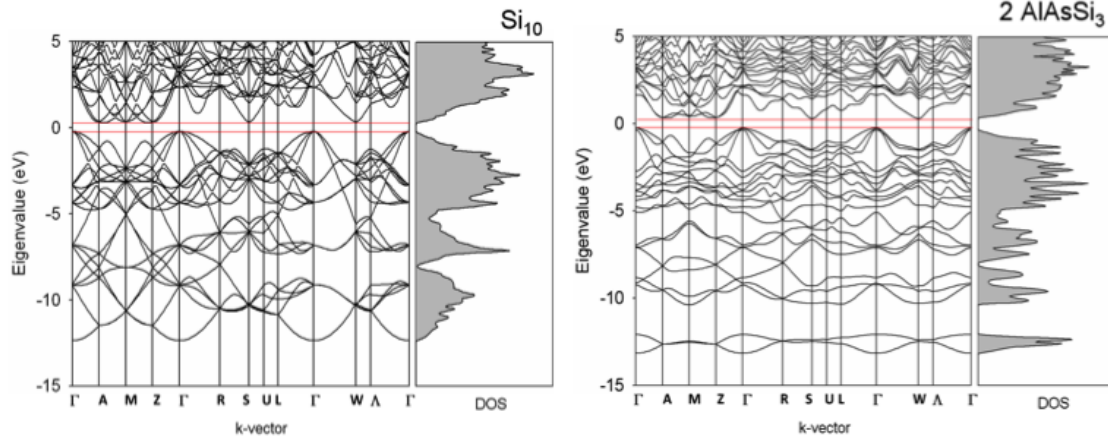 Si10
5
0
-5
-10
-15
Eigenvalue (eV)
Γ A M Z Γ R S U L Γ W Λ Γ
k-vector
DOS
2 AlAsSi3
5
0
-5
-10
-15
Eigenvalue (eV)
Γ A M Z Γ R S U L Γ W Λ Γ
k-vector
DOS